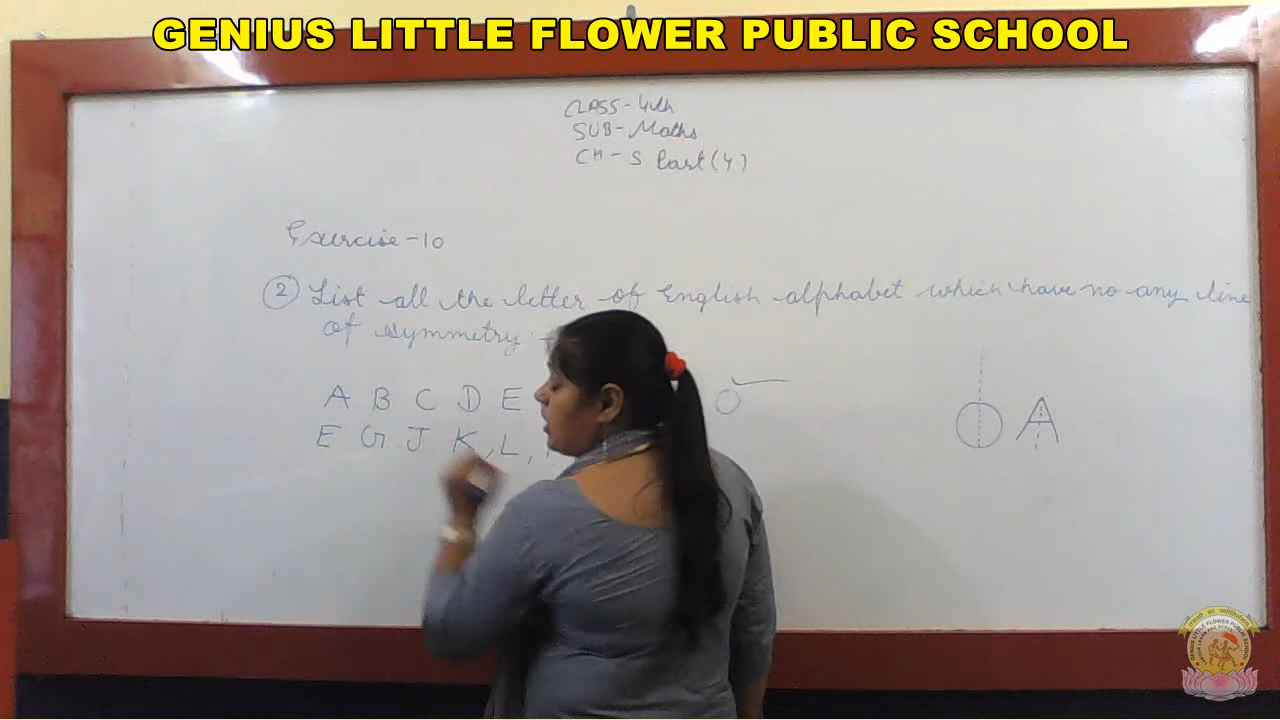 GENIUS LITTLE FLOWER PUBLIC SCHOOL
CLASS-4th
SUB-Maths
CH-5 Part(4)
Exercise-10
② List all the letter of English alphabet which have no any line
of symmetry
A B C D E O
E G J K, L,
A